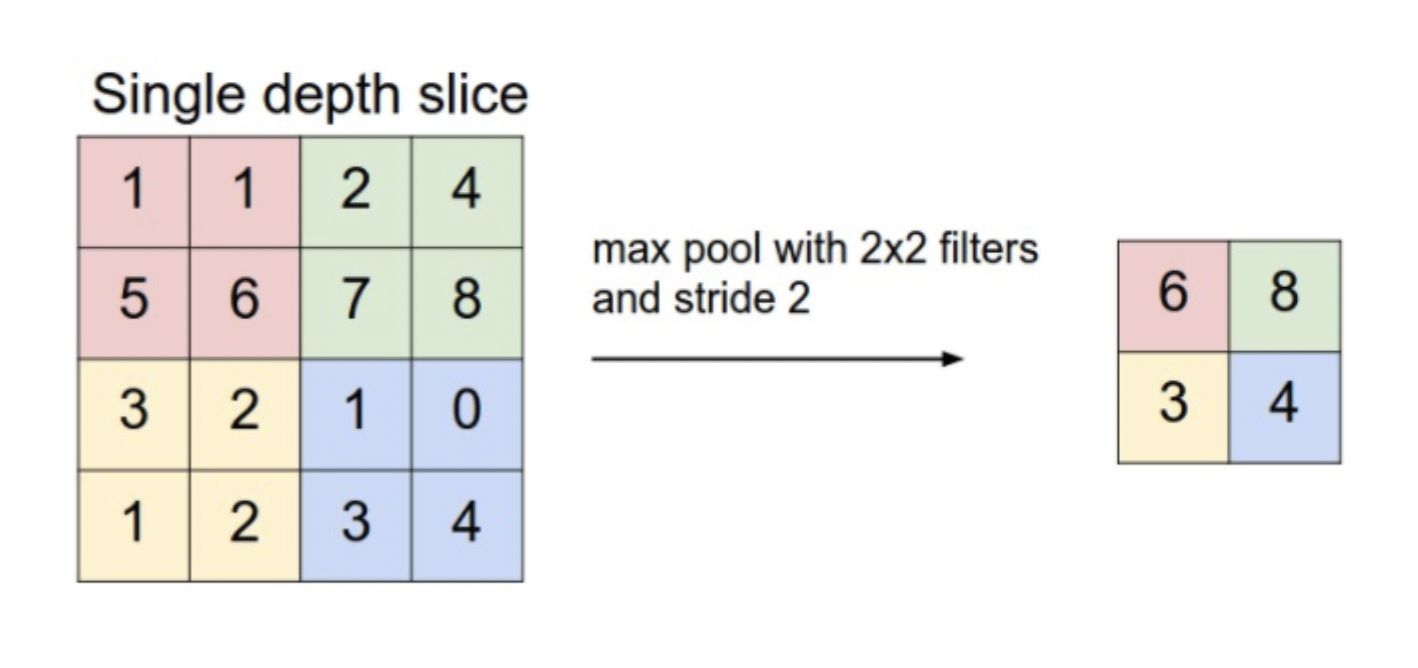 Single depth slice
1 1 2 4
5 6 7 8
3 2 1 0
1 2 3 4
max pool with 2x2 filters
and stride 2
6 8
3 4